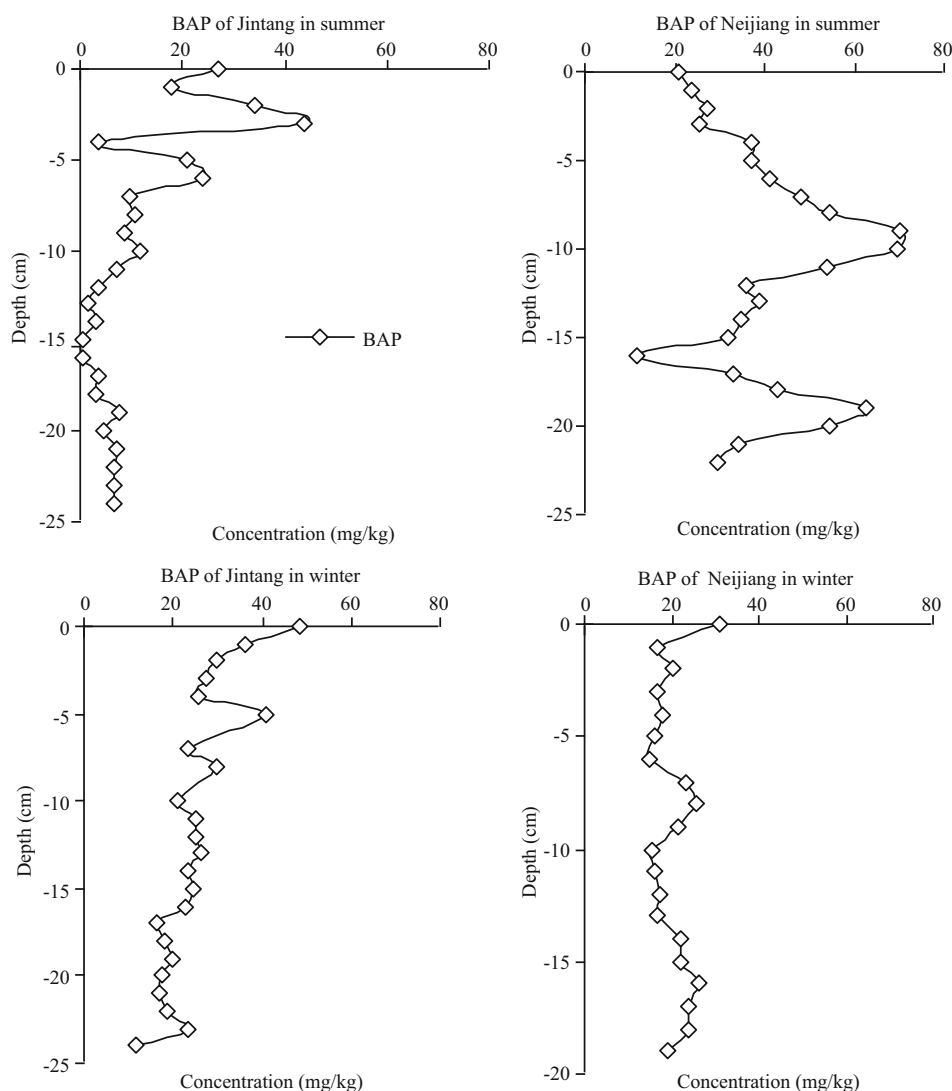 BAP of Jintang in summer
0 20 40 60 80
0
-5
-10
-15
-20
-25
Depth (cm)
BAP
Concentration (mg/kg)
BAP of Neijiang in summer
0 20 40 60 80
0
-5
-10
-15
-20
-25
Depth (cm)
Concentration (mg/kg)
BAP of Jintang in winter
0 20 40 60 80
0
-5
-10
-15
-20
-25
Depth (cm)
Concentration (mg/kg)
BAP of Neijiang in winter
0 20 40 60 80
0
-5
-10
-15
-20
Depth (cm)
Concentration (mg/kg)